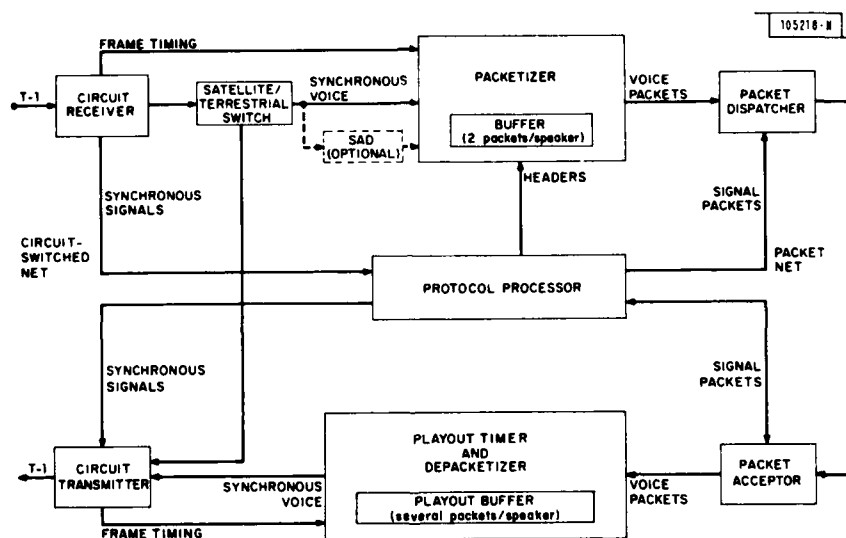 105218-N
FRAME TIMING
T-1
CIRCUIT
RECEIVER
SATELLITE/
TERRESTRIAL
SWITCH
SYNCHRONOUS
VOICE
SAD
(OPTIONAL)
PACKETIZER
BUFFER
(2 packets/speaker)
VOICE
PACKETS
PACKET
DISPATCHER
SYNCHRONOUS
SIGNALS
HEADERS
SIGNAL
PACKETS
CIRCUIT-
SWITCHED
NET
PACKET
NET
PROTOCOL PROCESSOR
SYNCHRONOUS
SIGNALS
SIGNAL
PACKETS
T-1
CIRCUIT
TRANSMITTER
SYNCHRONOUS
VOICE
FRAME TIMING
PLAYOUT TIMER
AND
DEPACKETIZER
PLAYOUT BUFFER
(several packets/speaker)
VOICE
PACKETS
PACKET
ACCEPTOR